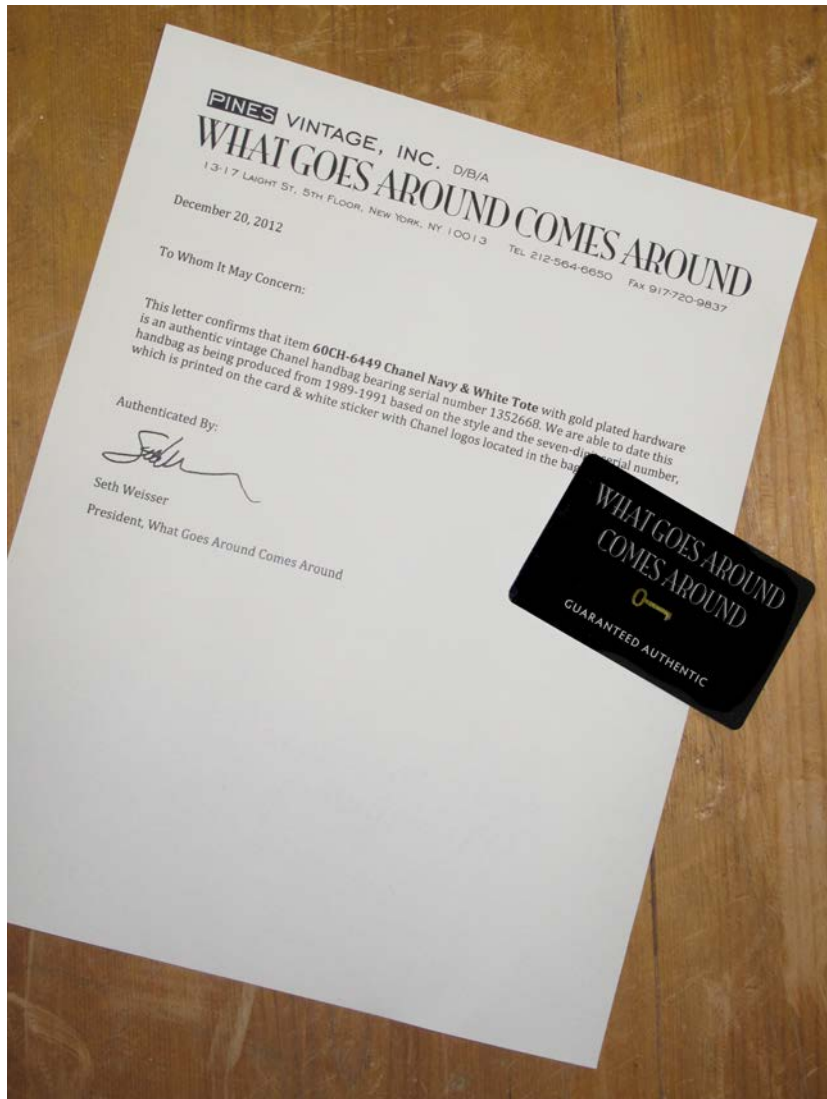 PINES VINTAGE, INC. D/B/A
WHAT GOES AROUND COMES AROUND
13-17 LAIGHT ST, 5TH FLOOR, NEW YORK, NY 10013 TEL 212-564-6650 FAX 917-720-9837
December 20, 2012
To Whom It May Concern:
This letter confirms that item 60CH-6449 Chanel Navy & White Tote with gold plated hardware
is an authentic vintage Chanel handbag bearing serial number 1352668. We are able to date this
handbag as being produced from 1989-1991 based on the style and the seven-digit serial number,
which is printed on the card & white sticker with Chanel logos located in the bag
Authenticated By:
Seth Weisser
President, What Goes Around Comes Around
WHAT GOES AROUND
COMES AROUND
GUARANTEED AUTHENTIC